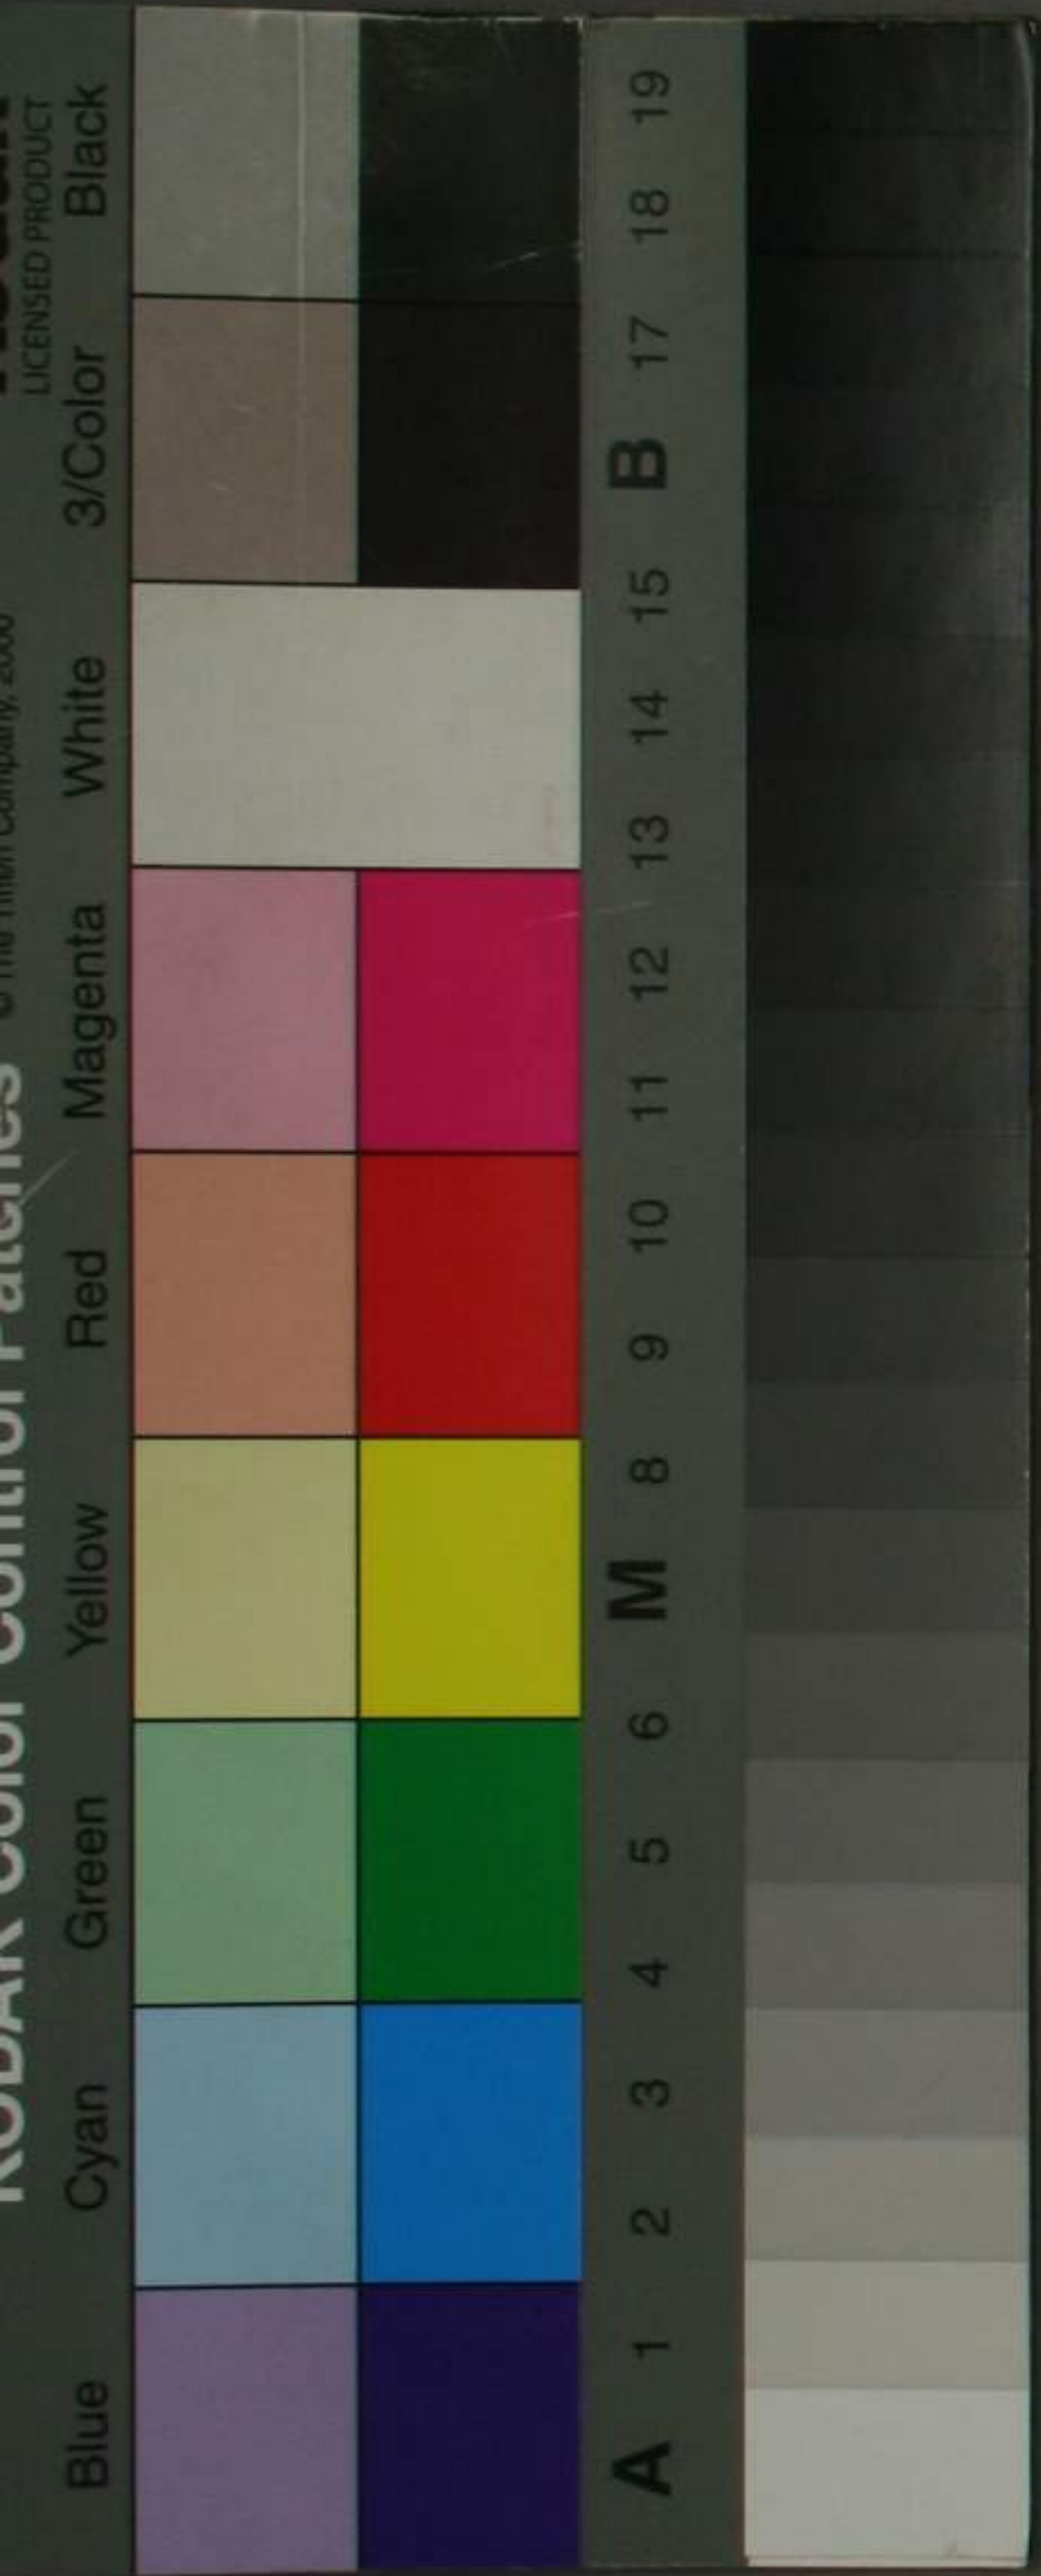 KODAK Color Control Patches © The Tiffen Company, 2000
LICENSED PRODUCT
Blue Cyan Green Yellow Red Magenta White 3/Color Black
A 1 2 3 4 5 6 M 8 9 10 11 12 13 14 15 B 17 18 19